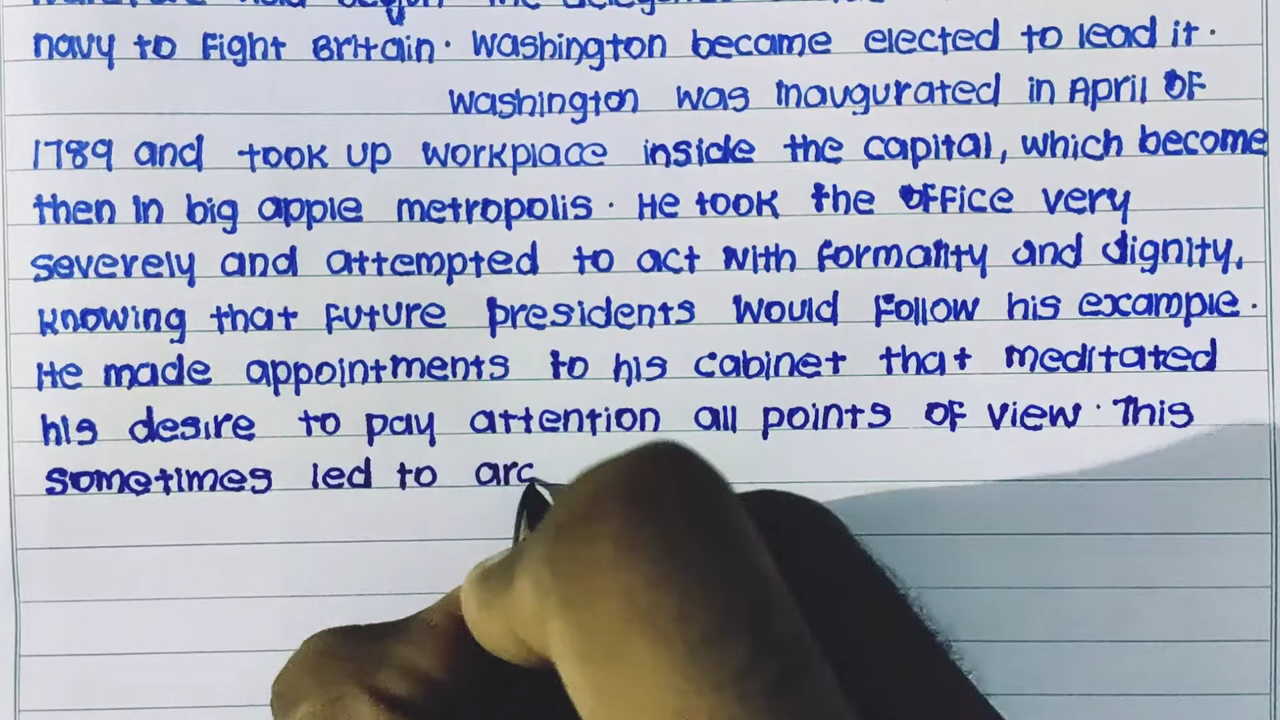 navy to Fight Britain. Washington became elected to lead it.
Washington was Inaugurated in April OF
1789 and took up workplace inside the capital, which become
then in big apple metropolis. He took the OFFice very
severely and attempted to act with formality and dignity,
knowing that Future presidents would Follow his example.
He made appointments to his cabinet that meditated
his desire to pay attention all points OF view. This
sometimes led to